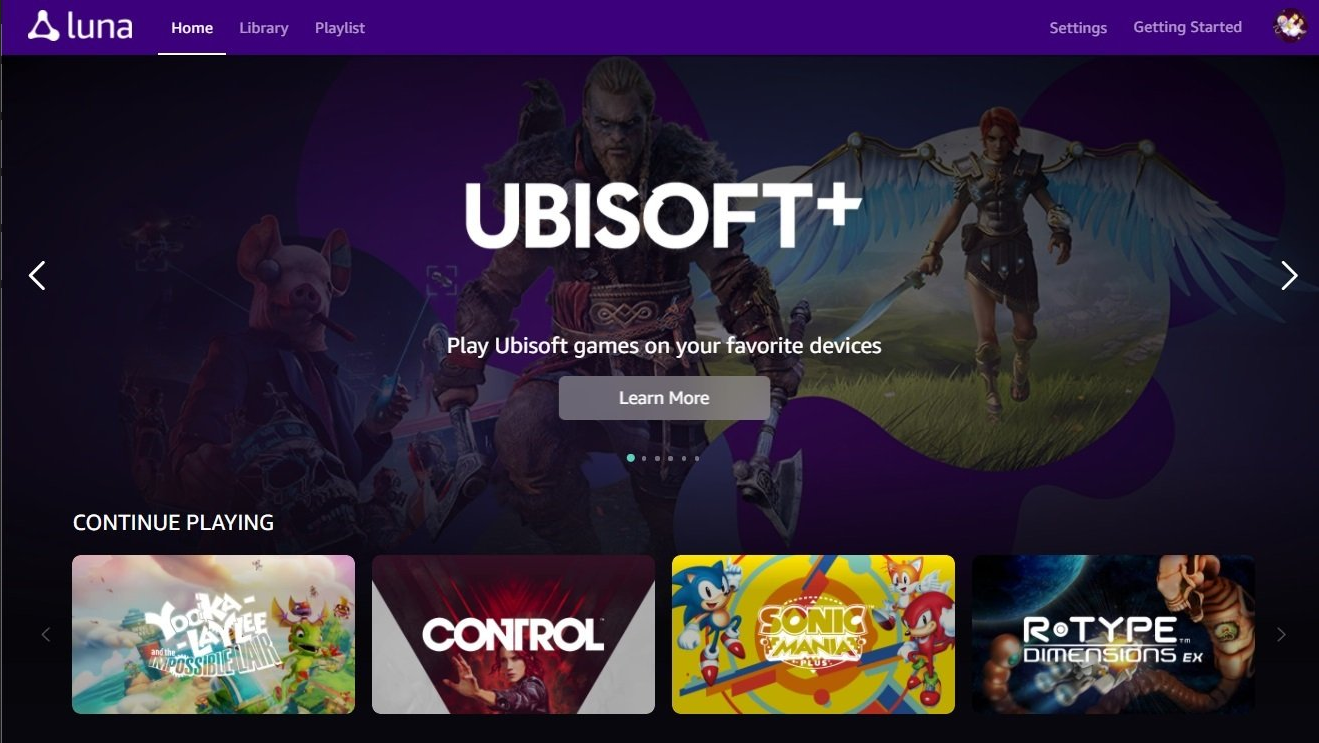 luna
Home
Library
Playlist
Settings
Getting Started
UBISOFT+
Play Ubisoft games on your favorite devices
Learn More
CONTINUE PLAYING
YOOKA-
LAYLEE
and the
IMPOSSIBLE LAIR
CONTROL
SONIC
MANIA
PLUS
R•TYPE™
DIMENSIONS EX